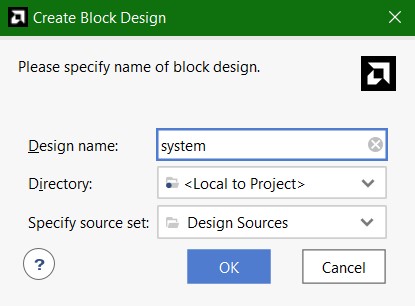 Create Block Design
Please specify name of block design.
Design name: system
Directory: <Local to Project>
Specify source set: Design Sources
? OK Cancel